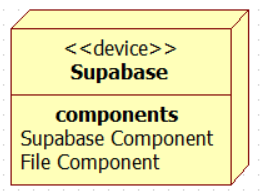 <<device>>
Supabase
components
Supabase Component
File Component